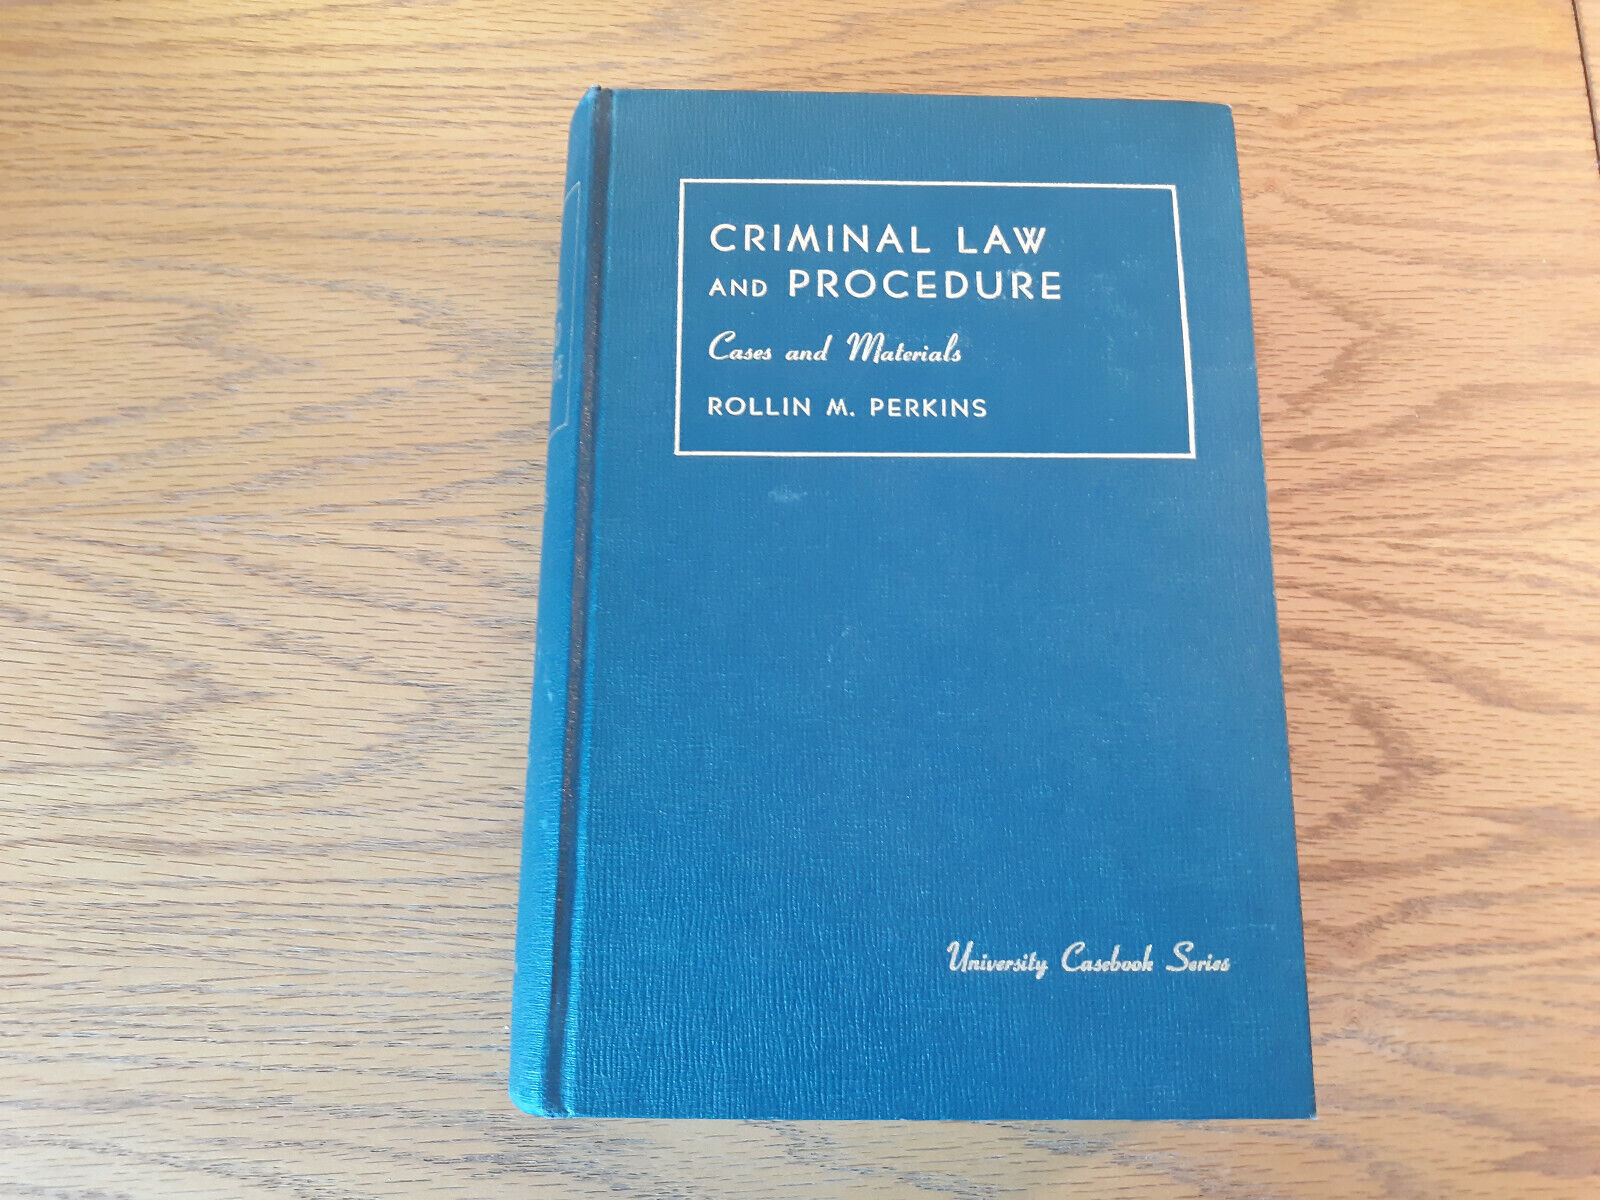 CRIMINAL LAW
AND PROCEDURE
Cases and Materials
ROLLIN M. PERKINS
University Casebook Series